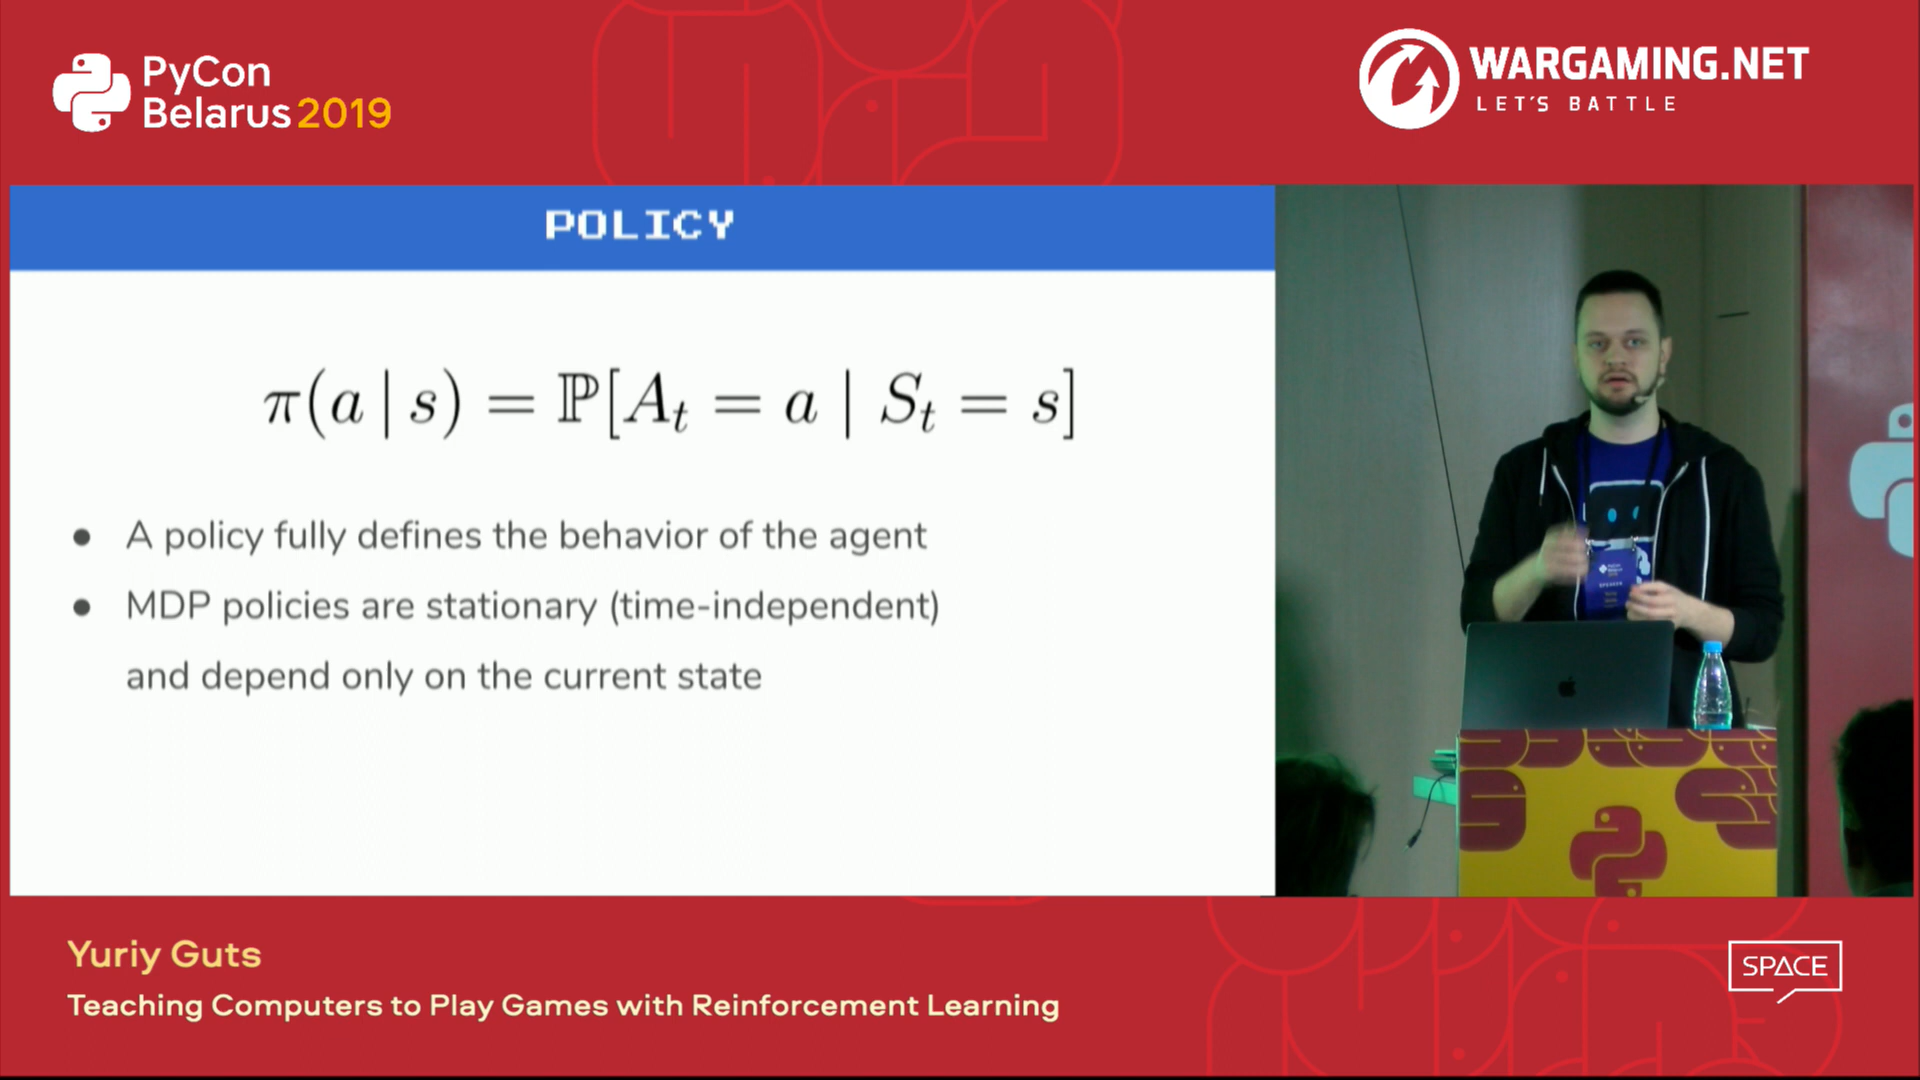 PyCon
Belarus 2019
WARGAMING.NET
LET'S BATTLE
POLICY
π(a | s) = ℙ[Aₜ = a | Sₜ = s]
● A policy fully defines the behavior of the agent
● MDP policies are stationary (time-independent)
and depend only on the current state
Yuriy Guts
Teaching Computers to Play Games with Reinforcement Learning
SPACE